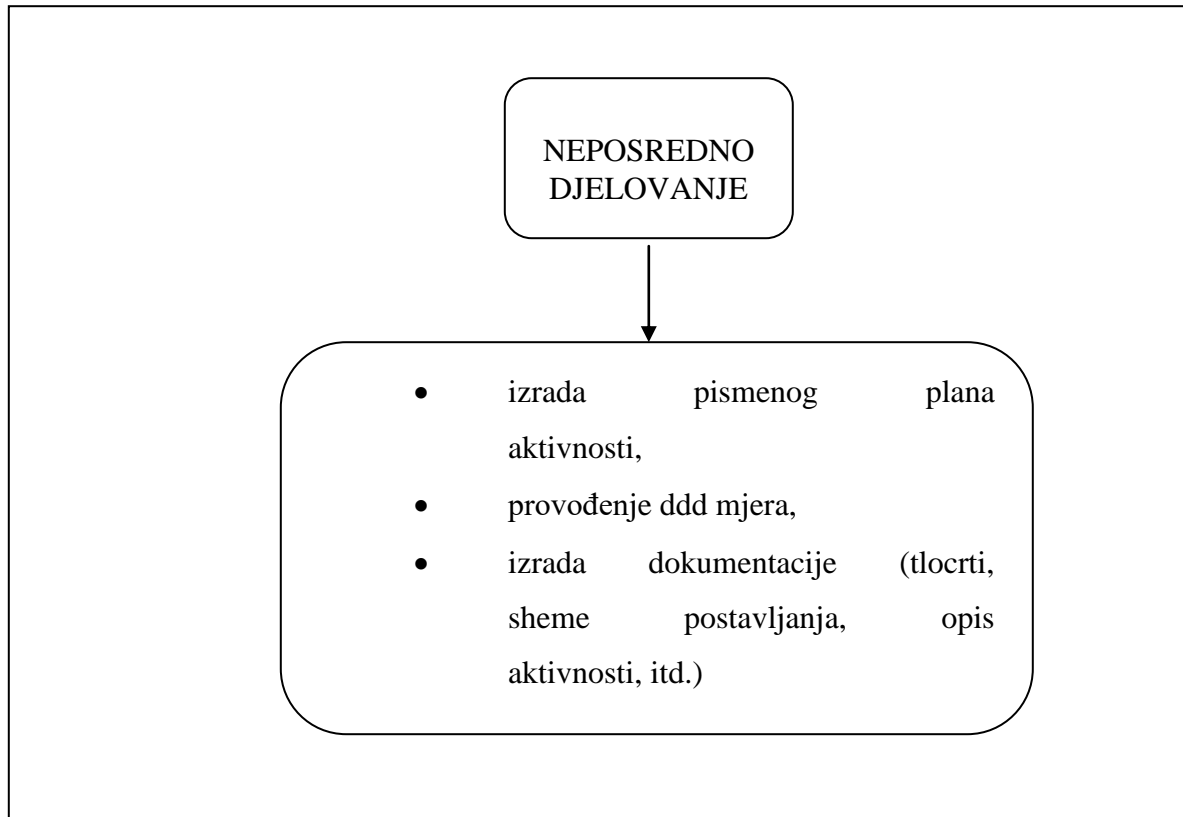 NEPOSREDNO
DJELOVANJE
• izrada pismenog plana
aktivnosti,
• provođenje ddd mjera,
• izrada dokumentacije (tlocrti,
sheme postavljanja, opis
aktivnosti, itd.)